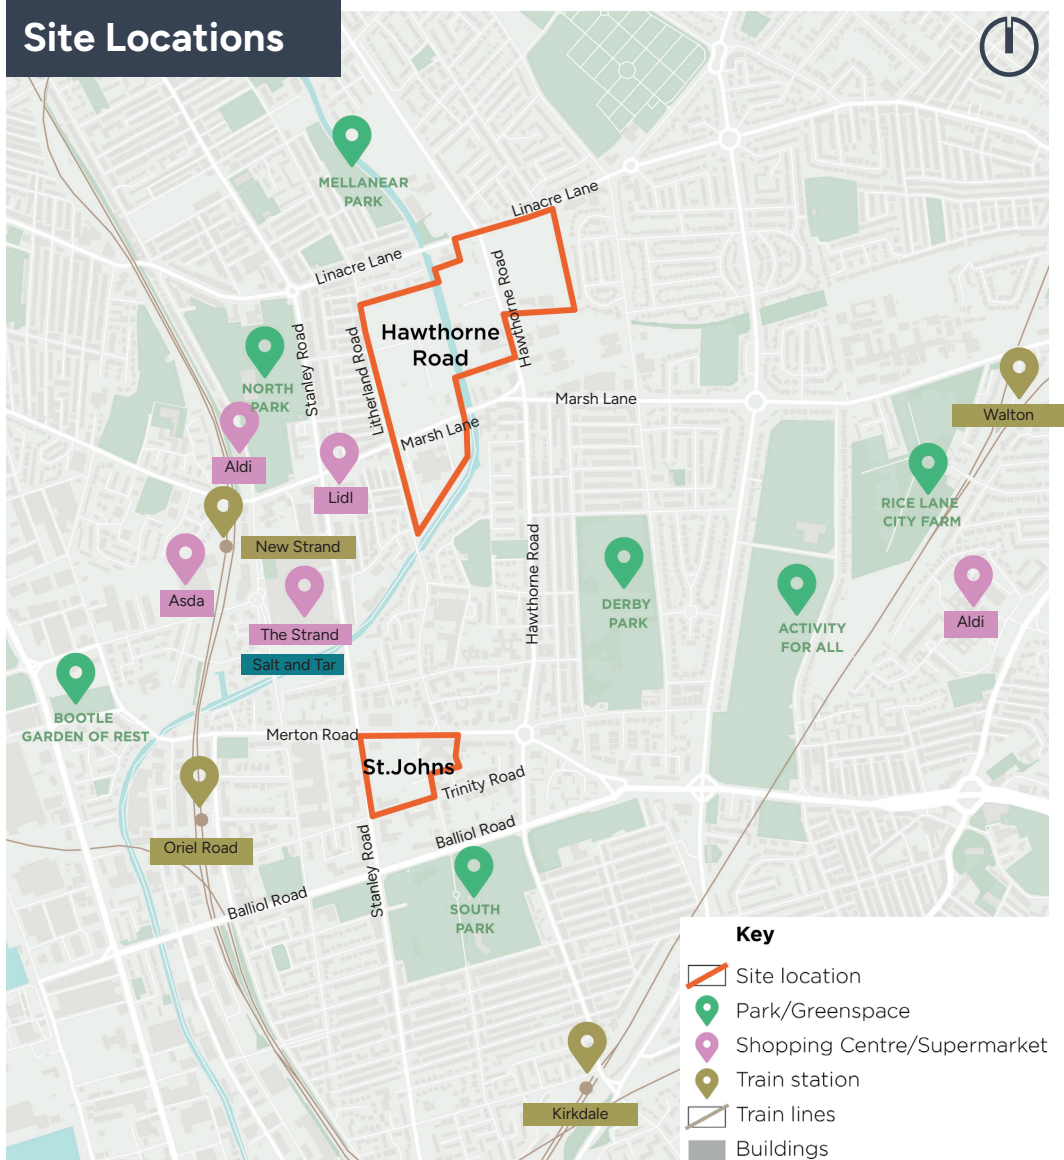 Site Locations
MELLANEAR
PARK
Linacre Lane
Linacre Lane
Hawthorne Road
Hawthorne
Road
Litherland Road
Stanley Road
NORTH
PARK
Marsh Lane
Marsh Lane
Walton
Aldi
Lidl
RICE LANE
CITY FARM
New Strand
Hawthorne Road
Asda
The Strand
Salt and Tar
DERBY
PARK
ACTIVITY
FOR ALL
Aldi
BOOTLE
GARDEN OF REST
Merton Road
St.Johns
Trinity Road
Oriel Road
Stanley Road
Balliol Road
Balliol Road
SOUTH
PARK
Kirkdale
Key
Site location
Park/Greenspace
Shopping Centre/Supermarket
Train station
Train lines
Buildings